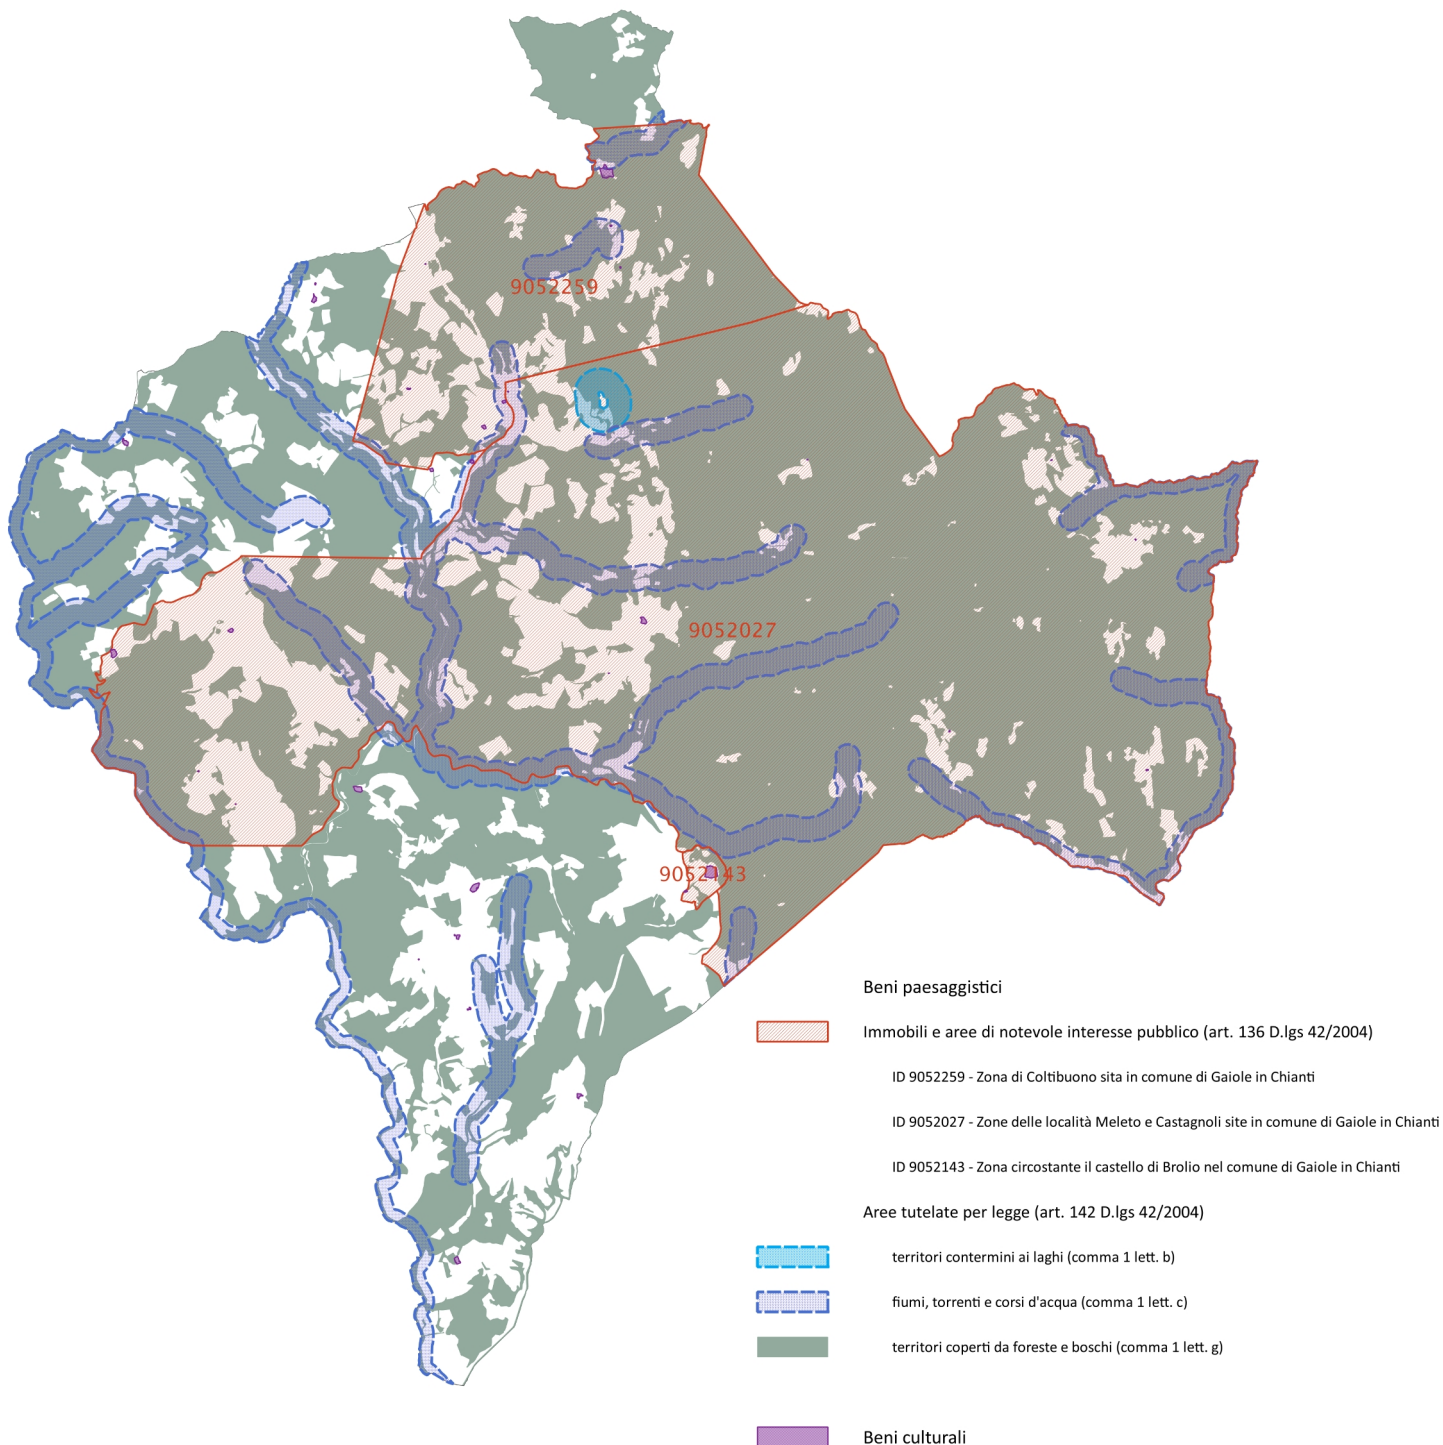 9052259
9052027
9052143
Beni paesaggistici
Immobili e aree di notevole interesse pubblico (art. 136 D.lgs 42/2004)
ID 9052259 - Zona di Coltibuono sita in comune di Gaiole in Chianti
ID 9052027 - Zone delle località Meleto e Castagnoli site in comune di Gaiole in Chianti
ID 9052143 - Zona circostante il castello di Brolio nel comune di Gaiole in Chianti
Aree tutelate per legge (art. 142 D.lgs 42/2004)
territori contermini ai laghi (comma 1 lett. b)
fiumi, torrenti e corsi d'acqua (comma 1 lett. c)
territori coperti da foreste e boschi (comma 1 lett. g)
Beni culturali